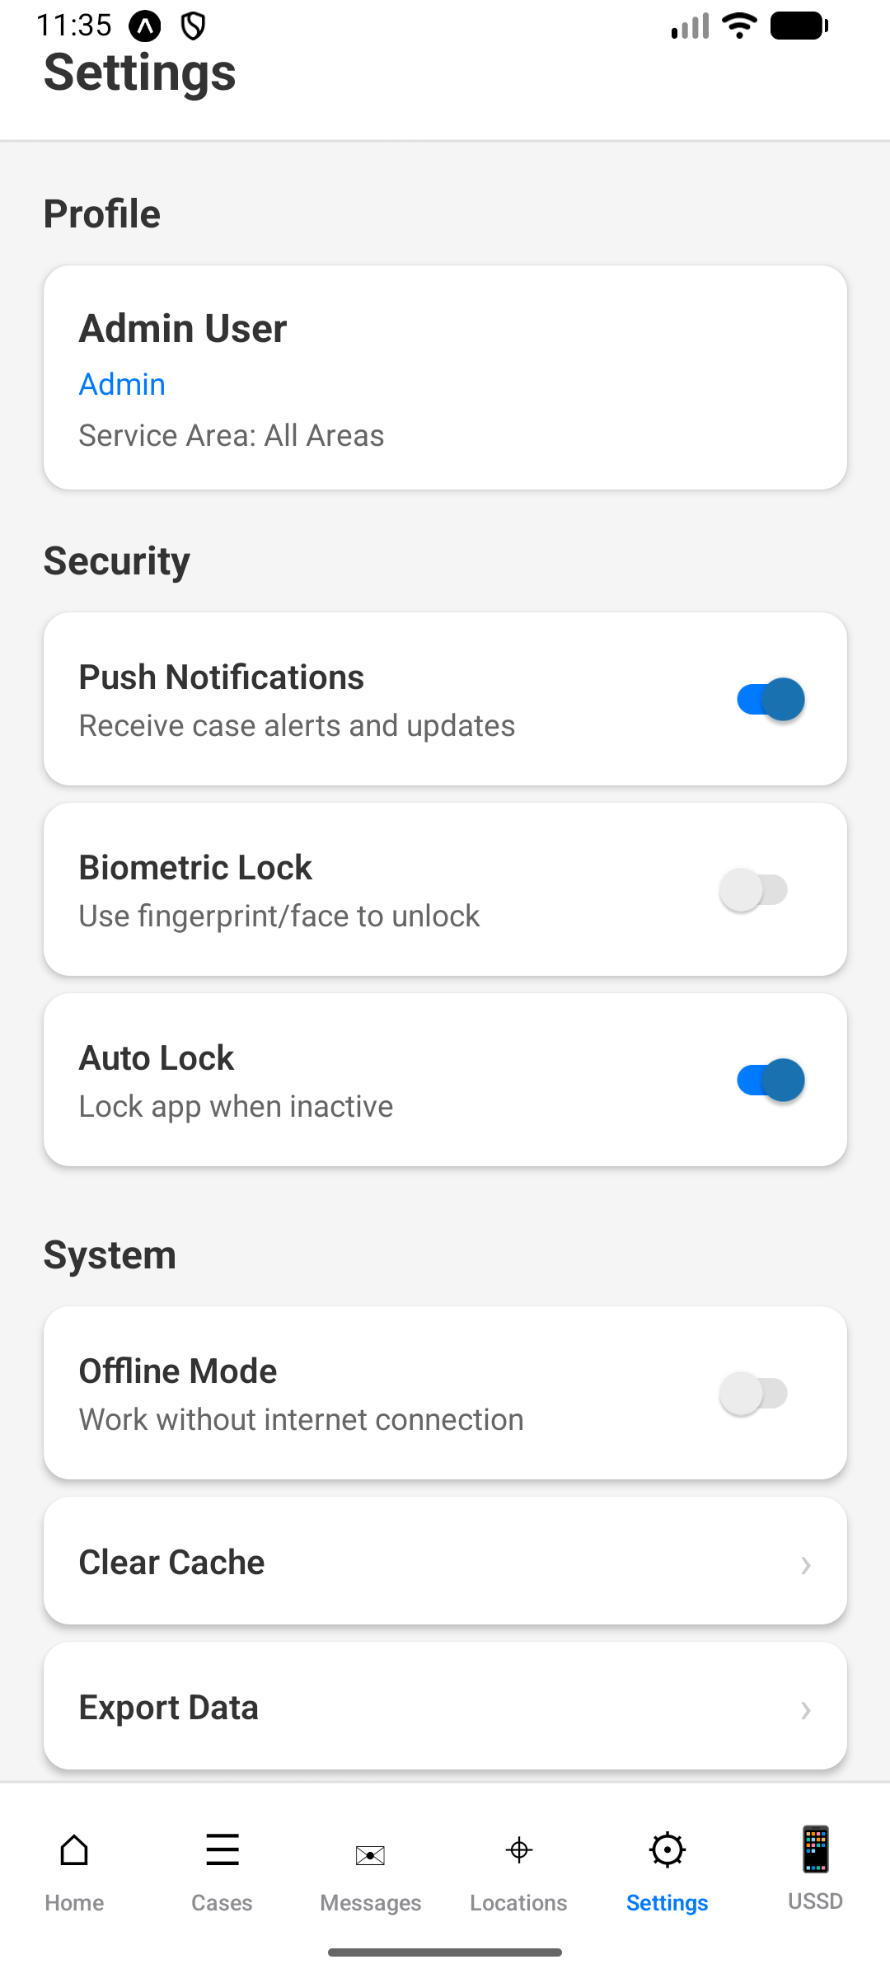 11:35
Settings
Profile
Admin User
Admin
Service Area: All Areas
Security
Push Notifications
Receive case alerts and updates
Biometric Lock
Use fingerprint/face to unlock
Auto Lock
Lock app when inactive
System
Offline Mode
Work without internet connection
Clear Cache
Export Data
Home
Cases
Messages
Locations
Settings
USSD